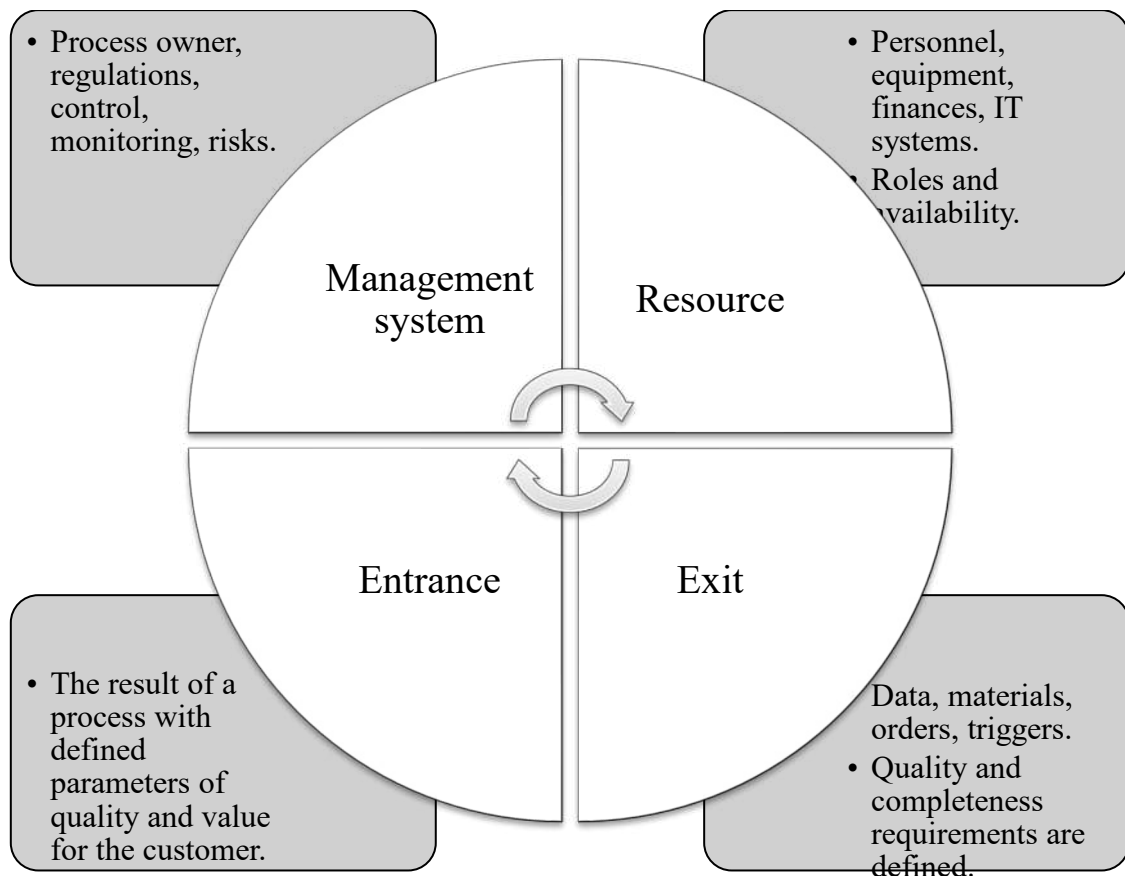 • Process owner,
regulations,
control,
monitoring, risks.
• Personnel,
equipment,
finances, IT
systems.
• Roles and
availability.
Management
system
Resource
Entrance
Exit
• The result of a
process with
defined
parameters of
quality and value
for the customer.
Data, materials,
orders, triggers.
• Quality and
completeness
requirements are
defined.